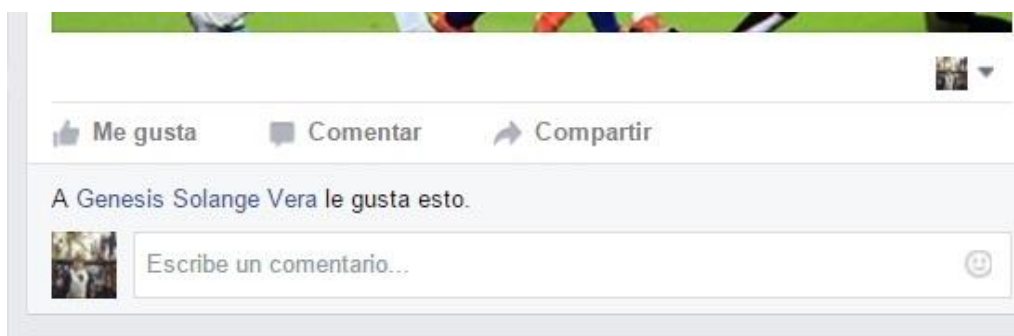 Me gusta Comentar Compartir
A Genesis Solange Vera le gusta esto.
Escribe un comentario...